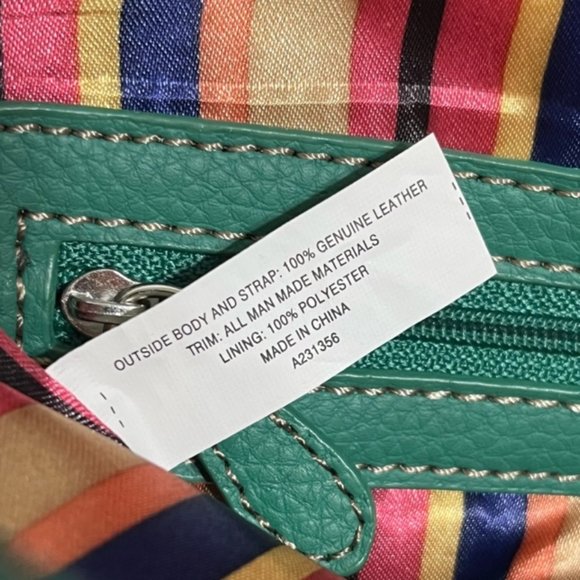 OUTSIDE BODY AND STRAP: 100% GENUINE LEATHER
TRIM: ALL MAN MADE MATERIALS
LINING: 100% POLYESTER
MADE IN CHINA
A231356